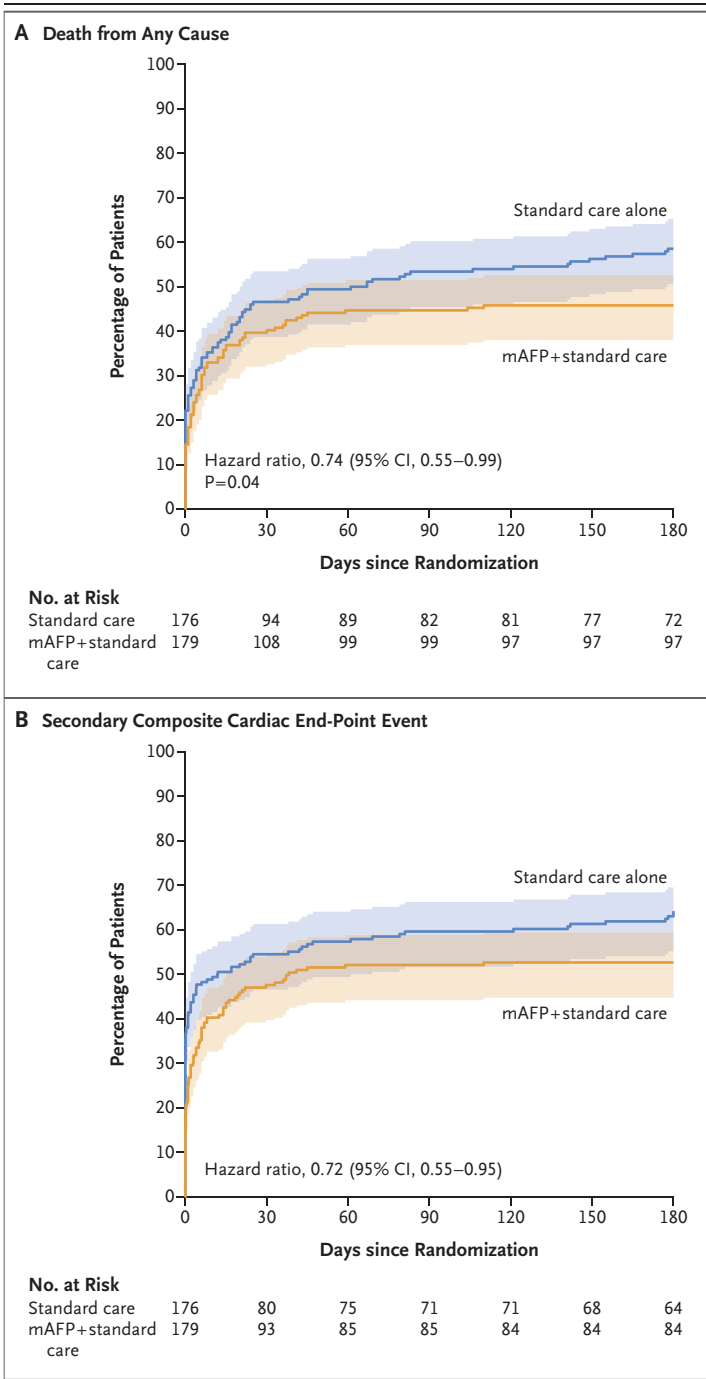 A Death from Any Cause
100
90
80
70
60
50
40
30
20
10
0
Percentage of Patients
Standard care alone
mAFP+standard care
Hazard ratio, 0.74 (95% CI, 0.55–0.99)
P=0.04
0 30 60 90 120 150 180
Days since Randomization
No. at Risk
Standard care 176 94 89 82 81 77 72
mAFP+standard 179 108 99 99 97 97 97
care
B Secondary Composite Cardiac End-Point Event
100
90
80
70
60
50
40
30
20
10
0
Percentage of Patients
Standard care alone
mAFP+standard care
Hazard ratio, 0.72 (95% CI, 0.55–0.95)
0 30 60 90 120 150 180
Days since Randomization
No. at Risk
Standard care 176 80 75 71 71 68 64
mAFP+standard 179 93 85 85 84 84 84
care